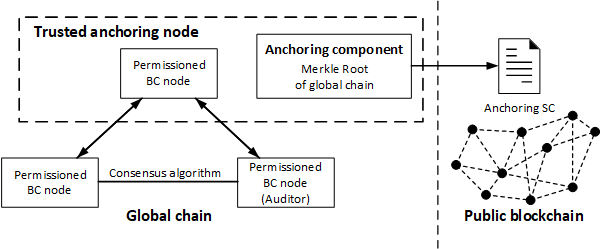 Trusted anchoring node
Permissioned
BC node
Anchoring component
Merkle Root
of global chain
Anchoring SC
Permissioned
BC node
Consensus algorithm
Permissioned
BC node
(Auditor)
Global chain
Public blockchain